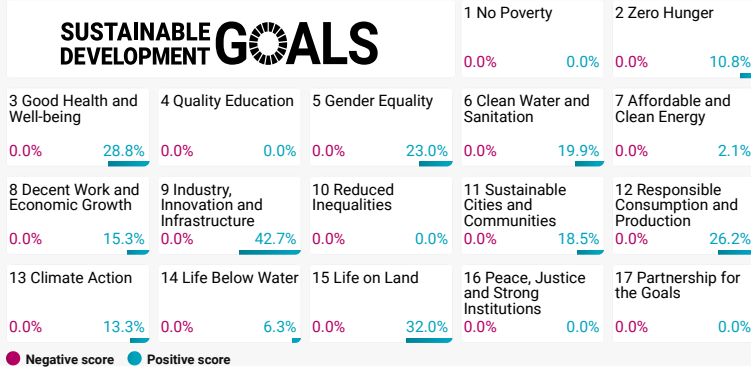 SUSTAINABLE
DEVELOPMENT
GOALS
1 No Poverty
0.0% 0.0%
2 Zero Hunger
0.0% 10.8%
3 Good Health and
Well-being
0.0% 28.8%
4 Quality Education
0.0% 0.0%
5 Gender Equality
0.0% 23.0%
6 Clean Water and
Sanitation
0.0% 19.9%
7 Affordable and
Clean Energy
0.0% 2.1%
8 Decent Work and
Economic Growth
0.0% 15.3%
9 Industry,
Innovation and
Infrastructure
0.0% 42.7%
10 Reduced
Inequalities
0.0% 0.0%
11 Sustainable
Cities and
Communities
0.0% 18.5%
12 Responsible
Consumption and
Production
0.0% 26.2%
13 Climate Action
0.0% 13.3%
14 Life Below Water
0.0% 6.3%
15 Life on Land
0.0% 32.0%
16 Peace, Justice
and Strong
Institutions
0.0% 0.0%
17 Partnership for
the Goals
0.0% 0.0%
Negative score Positive score